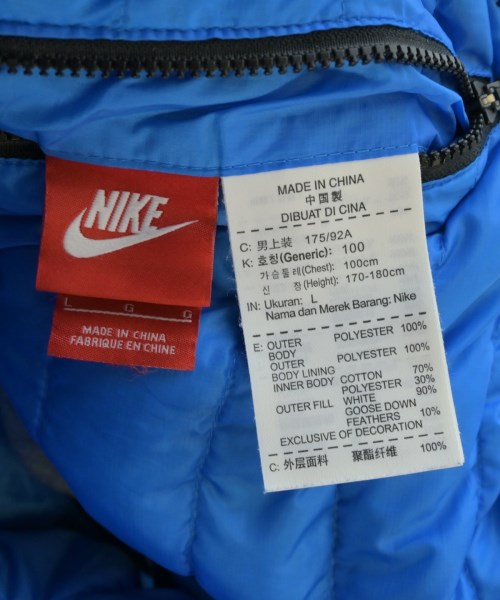 NIKE
L G G
MADE IN CHINA
FABRIQUE EN CHINE
MADE IN CHINA
中 国 製
DIBUAT DI CINA
C: 男上装 175/92A
K: 호칭(Generic): 100
가 슴 둘 레(Chest): 100cm
신 장(Height): 170-180cm
IN: Ukuran: L
Nama dan Merek Barang: Nike
E: OUTER POLYESTER 100%
BODY
OUTER POLYESTER 100%
BODY LINING
INNER BODY COTTON 70%
POLYESTER 30%
OUTER FILL WHITE 90%
GOOSE DOWN
FEATHERS 10%
EXCLUSIVE OF DECORATION
C: 外层面料 聚酯纤维 100%